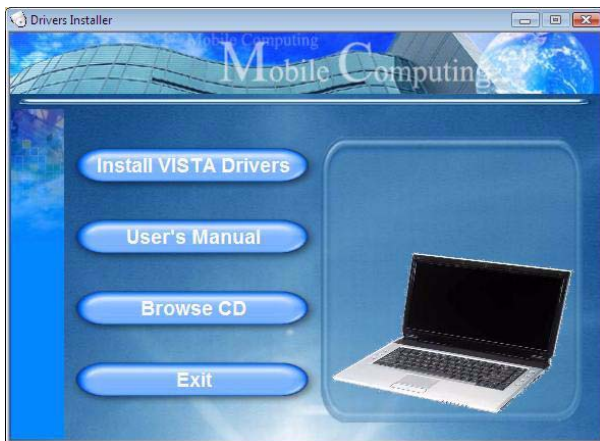 Drivers Installer
Mobile Computing
Mobile Computing
Install VISTA Drivers
User's Manual
Browse CD
Exit